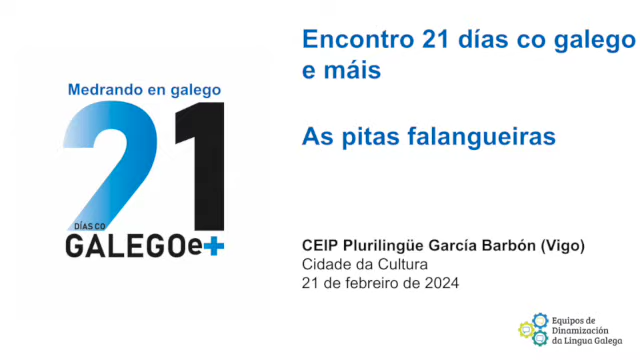 Encontro 21 días co galego
e máis
As pitas falangueiras
Medrando en galego
21
DÍAS CO
GALEGOe+
CEIP Plurilingüe García Barbón (Vigo)
Cidade da Cultura
21 de febreiro de 2024
Equipos de
Dinamización
da Lingua Galega